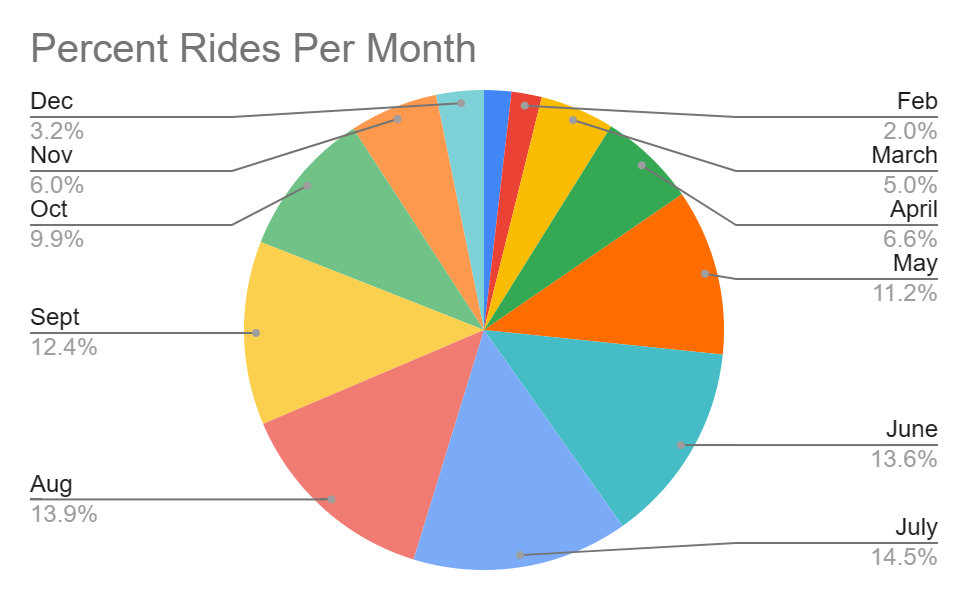 Percent Rides Per Month
Dec
3.2%
Nov
6.0%
Oct
9.9%
Sept
12.4%
Aug
13.9%
Feb
2.0%
March
5.0%
April
6.6%
May
11.2%
June
13.6%
July
14.5%